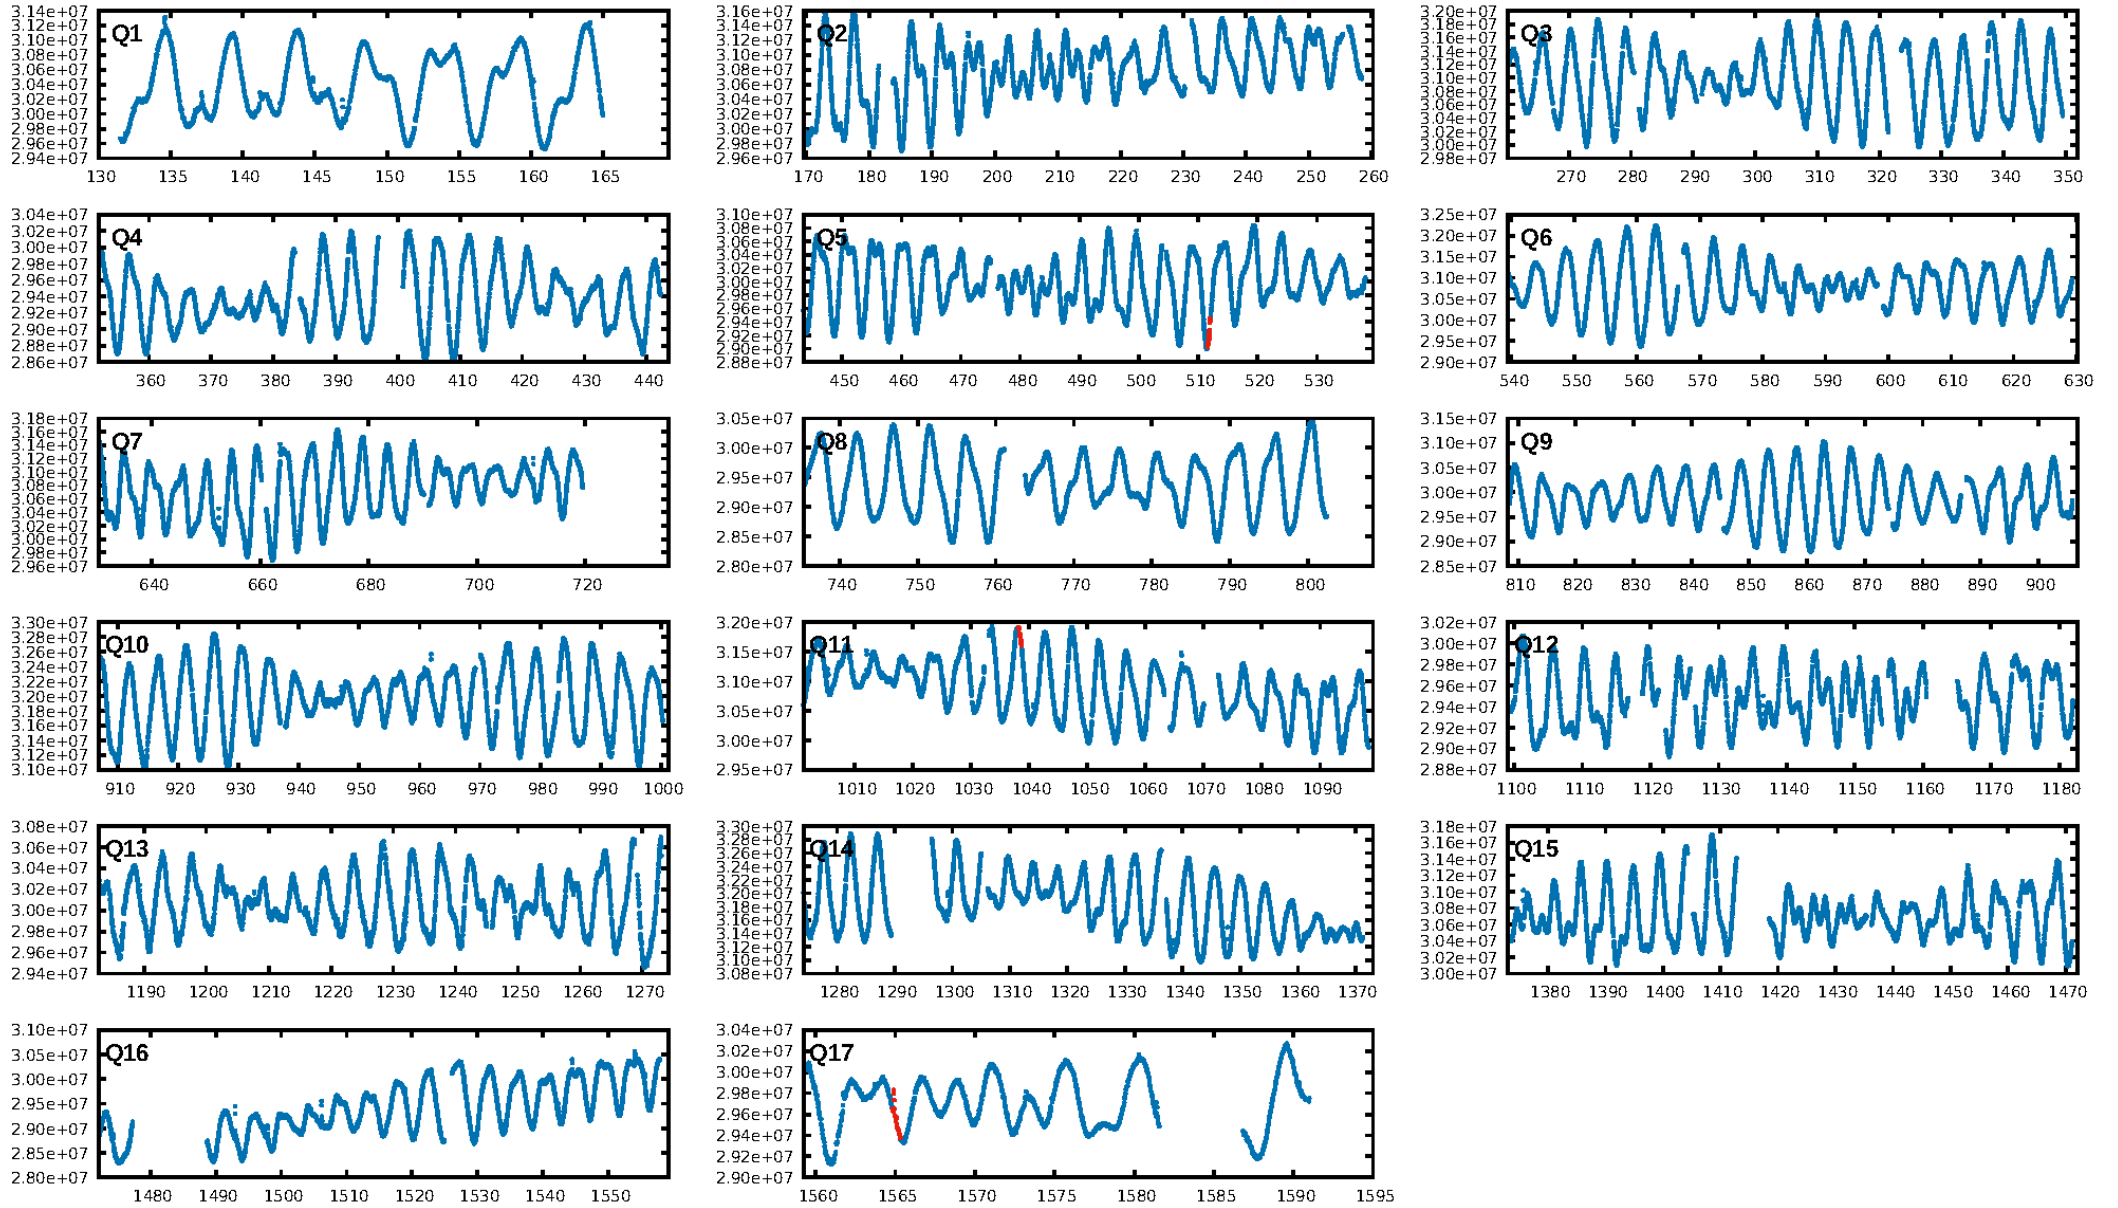 3.14e+07
Q1
3.12e+07
3.10e+07
3.08e+07
3.06e+07
3.04e+07
3.02e+07
3.00e+07
2.98e+07
2.96e+07
2.94e+07
130 135 140 145 150 155 160 165
3.16e+07
Q2
3.14e+07
3.12e+07
3.10e+07
3.08e+07
3.06e+07
3.04e+07
3.02e+07
3.00e+07
2.98e+07
2.96e+07
170 180 190 200 210 220 230 240 250 260
3.20e+07
Q3
3.18e+07
3.16e+07
3.14e+07
3.12e+07
3.10e+07
3.08e+07
3.06e+07
3.04e+07
3.02e+07
3.00e+07
2.98e+07
270 280 290 300 310 320 330 340 350
3.04e+07
Q4
3.02e+07
3.00e+07
2.98e+07
2.96e+07
2.94e+07
2.92e+07
2.90e+07
2.88e+07
2.86e+07
360 370 380 390 400 410 420 430 440
3.10e+07
Q5
3.08e+07
3.06e+07
3.04e+07
3.02e+07
3.00e+07
2.98e+07
2.96e+07
2.94e+07
2.92e+07
2.90e+07
2.88e+07
450 460 470 480 490 500 510 520 530
3.25e+07
Q6
3.20e+07
3.15e+07
3.10e+07
3.05e+07
3.00e+07
2.95e+07
2.90e+07
540 550 560 570 580 590 600 610 620 630
3.18e+07
Q7
3.16e+07
3.14e+07
3.12e+07
3.10e+07
3.08e+07
3.06e+07
3.04e+07
3.02e+07
3.00e+07
2.98e+07
2.96e+07
640 660 680 700 720
3.05e+07
Q8
3.00e+07
2.95e+07
2.90e+07
2.85e+07
2.80e+07
740 750 760 770 780 790 800
3.15e+07
Q9
3.10e+07
3.05e+07
3.00e+07
2.95e+07
2.90e+07
2.85e+07
810 820 830 840 850 860 870 880 890 900
3.30e+07
Q10
3.28e+07
3.26e+07
3.24e+07
3.22e+07
3.20e+07
3.18e+07
3.16e+07
3.14e+07
3.12e+07
3.10e+07
910 920 930 940 950 960 970 980 990 1000
3.20e+07
Q11
3.15e+07
3.10e+07
3.05e+07
3.00e+07
2.95e+07
1010 1020 1030 1040 1050 1060 1070 1080 1090
3.02e+07
Q12
3.00e+07
2.98e+07
2.96e+07
2.94e+07
2.92e+07
2.90e+07
2.88e+07
1100 1110 1120 1130 1140 1150 1160 1170 1180
3.08e+07
Q13
3.06e+07
3.04e+07
3.02e+07
3.00e+07
2.98e+07
2.96e+07
2.94e+07
1190 1200 1210 1220 1230 1240 1250 1260 1270
3.30e+07
Q14
3.28e+07
3.26e+07
3.24e+07
3.22e+07
3.20e+07
3.18e+07
3.16e+07
3.14e+07
3.12e+07
3.10e+07
3.08e+07
1280 1290 1300 1310 1320 1330 1340 1350 1360 1370
3.18e+07
Q15
3.16e+07
3.14e+07
3.12e+07
3.10e+07
3.08e+07
3.06e+07
3.04e+07
3.02e+07
3.00e+07
1380 1390 1400 1410 1420 1430 1440 1450 1460 1470
3.10e+07
Q16
3.05e+07
3.00e+07
2.95e+07
2.90e+07
2.85e+07
2.80e+07
1480 1490 1500 1510 1520 1530 1540 1550
3.04e+07
Q17
3.02e+07
3.00e+07
2.98e+07
2.96e+07
2.94e+07
2.92e+07
2.90e+07
1560 1565 1570 1575 1580 1585 1590 1595